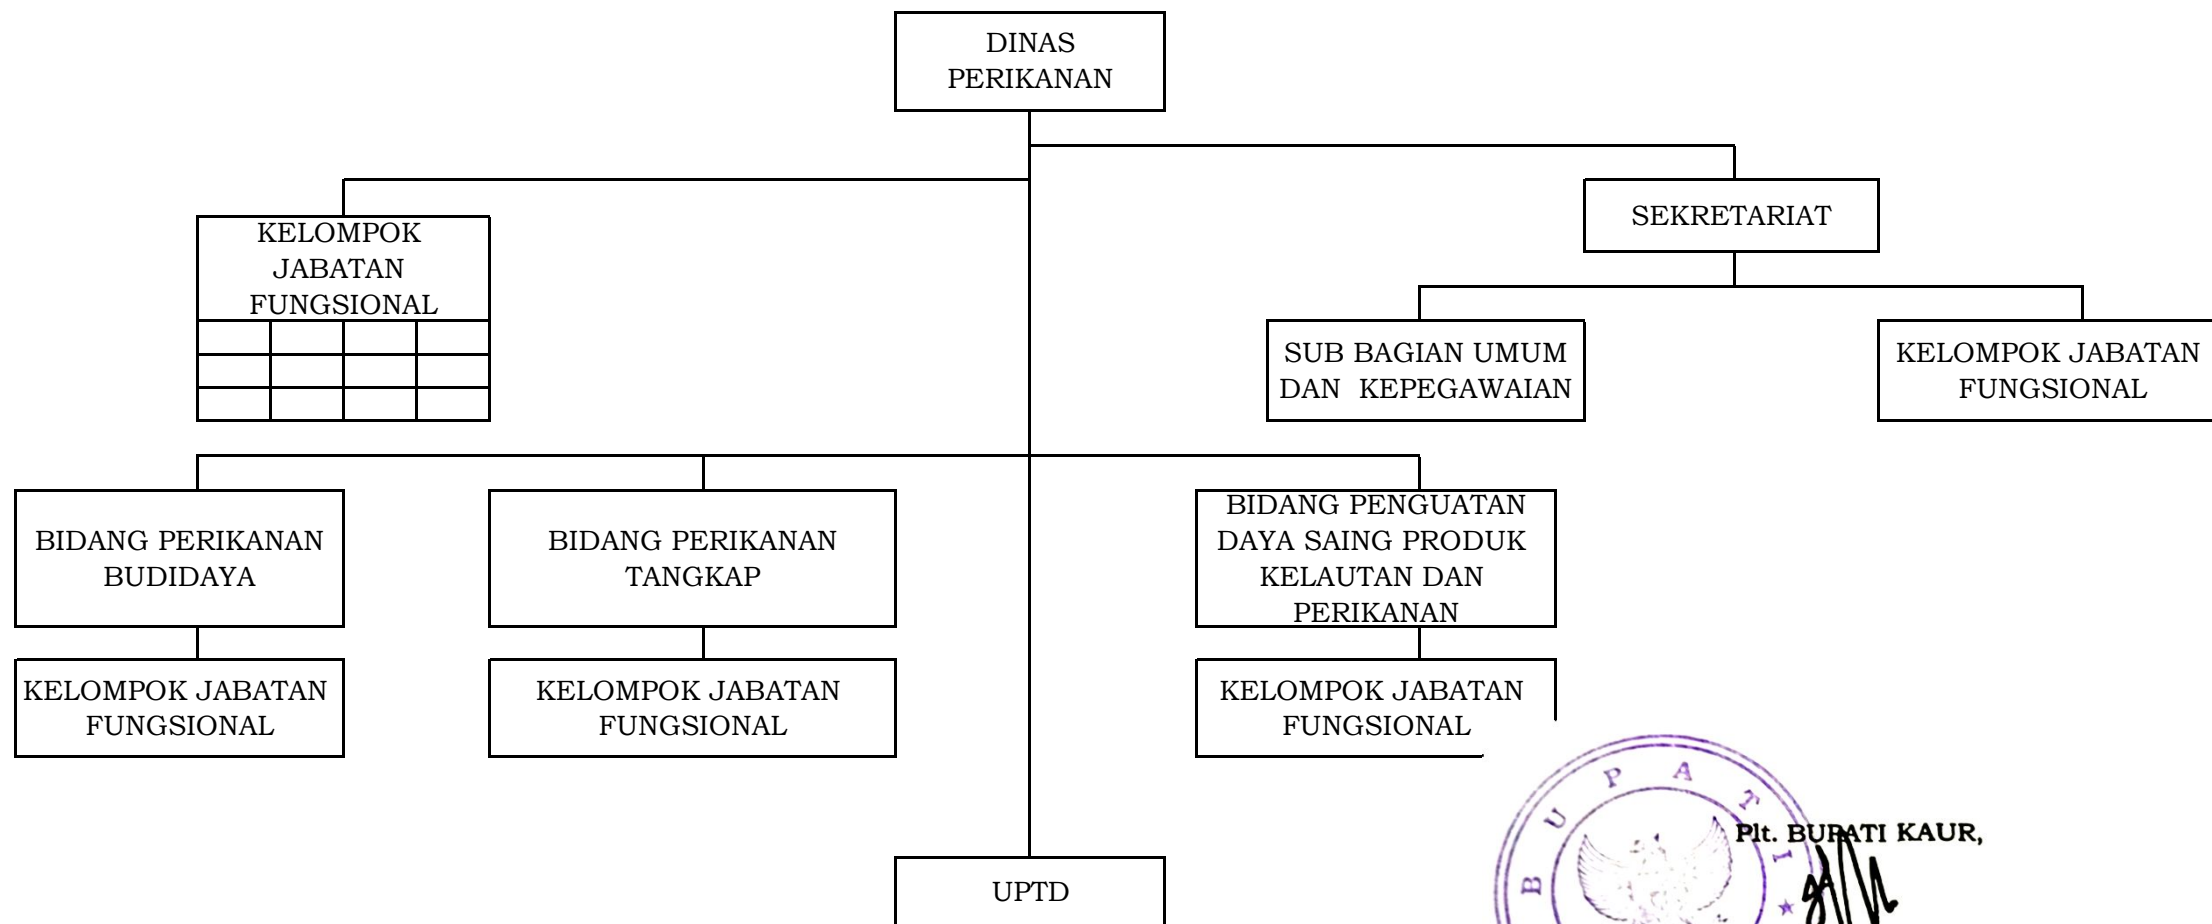 DINAS
PERIKANAN
SEKRETARIAT
KELOMPOK
JABATAN
FUNGSIONAL
SUB BAGIAN UMUM
DAN KEPEGAWAIAN
KELOMPOK JABATAN
FUNGSIONAL
BIDANG PERIKANAN
BUDIDAYA
BIDANG PERIKANAN
TANGKAP
BIDANG PENGUATAN
DAYA SAING PRODUK
KELAUTAN DAN
PERIKANAN
KELOMPOK JABATAN
FUNGSIONAL
KELOMPOK JABATAN
FUNGSIONAL
KELOMPOK JABATAN
FUNGSIONAL
UPTD
BUPATI
Plt. BUPATI KAUR,